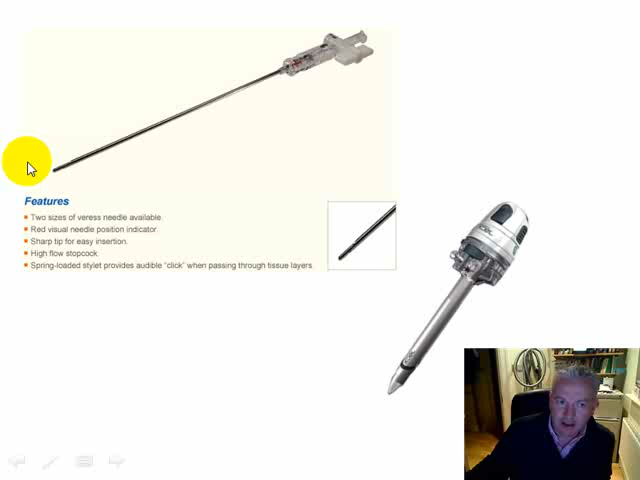 Features
Two sizes of veress needle available.
Red visual needle position indicator
Sharp tip for easy insertion.
High flow stopcock.
Spring-loaded stylet provides audible "click" when passing through tissue layers.